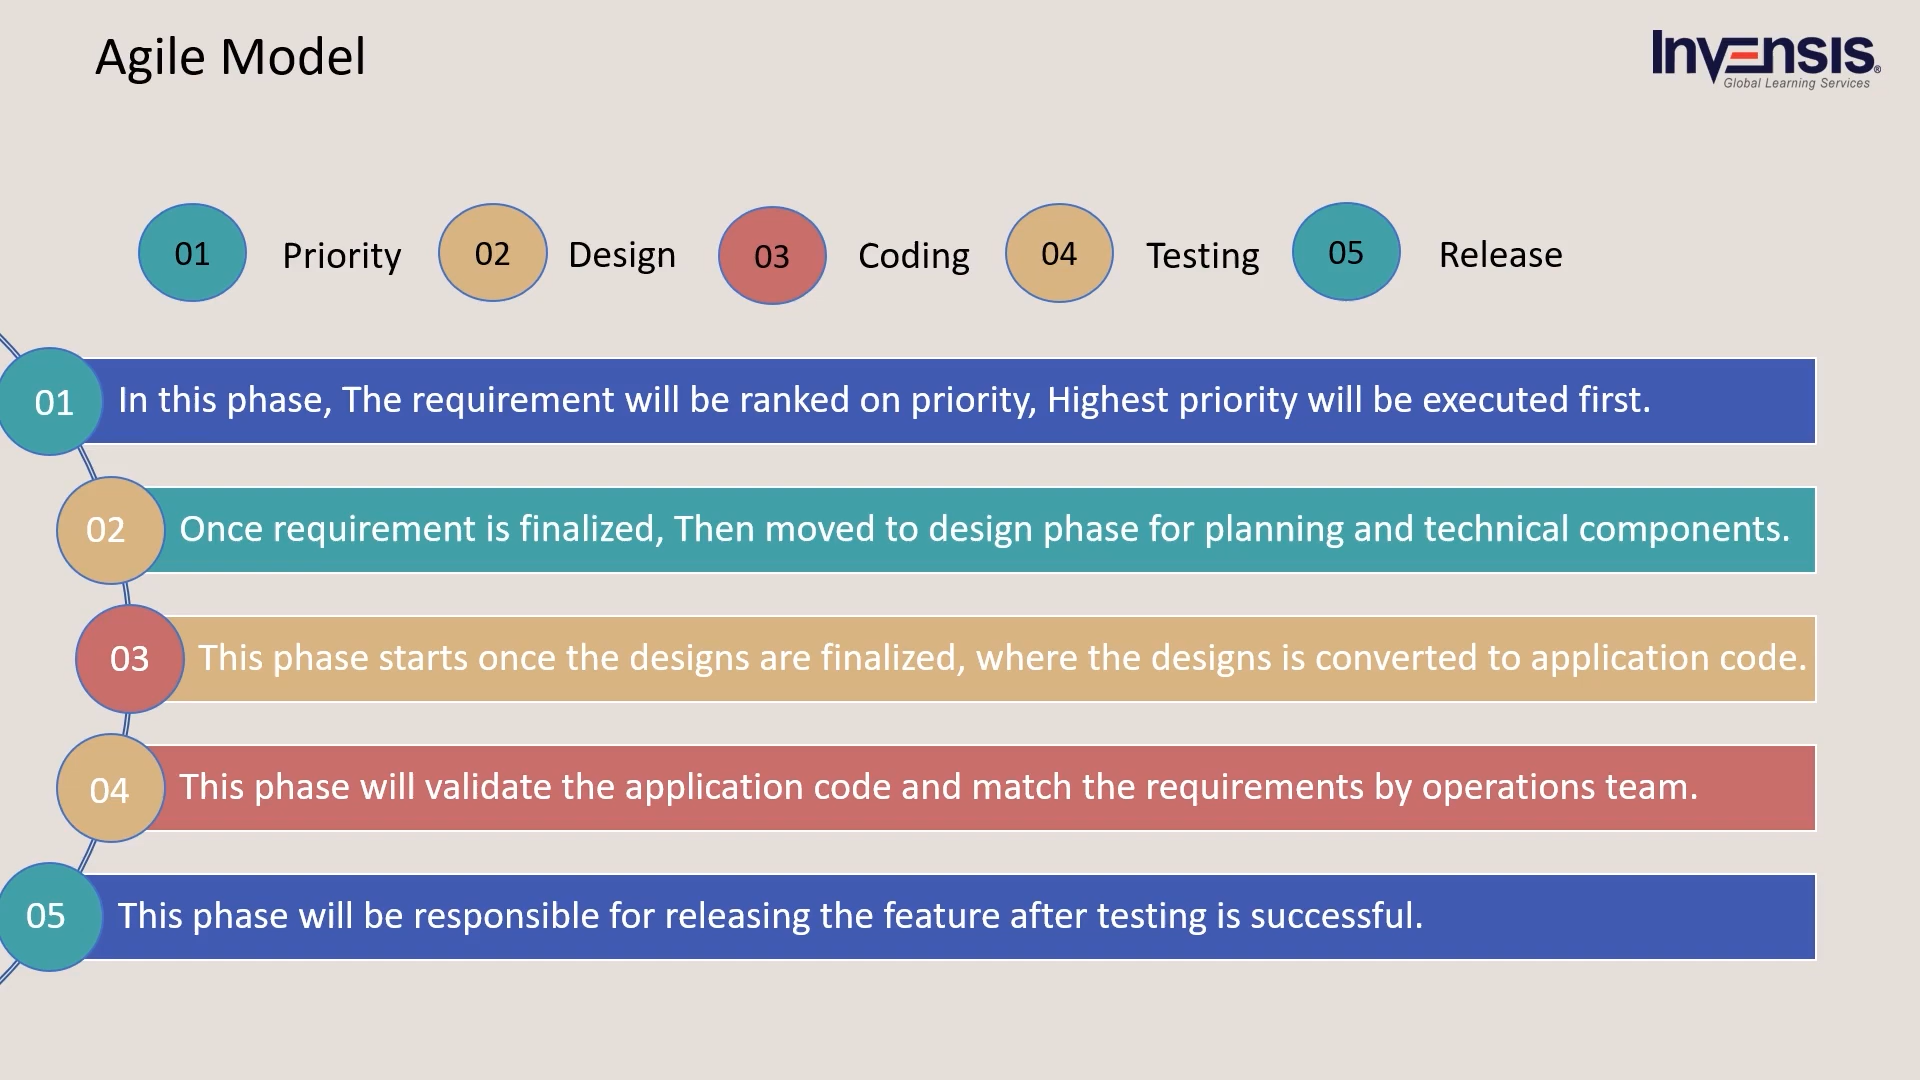 Agile Model
Invensis®
Global Learning Services
01 Priority 02 Design 03 Coding 04 Testing 05 Release
01 In this phase, The requirement will be ranked on priority, Highest priority will be executed first.
02 Once requirement is finalized, Then moved to design phase for planning and technical components.
03 This phase starts once the designs are finalized, where the designs is converted to application code.
04 This phase will validate the application code and match the requirements by operations team.
05 This phase will be responsible for releasing the feature after testing is successful.